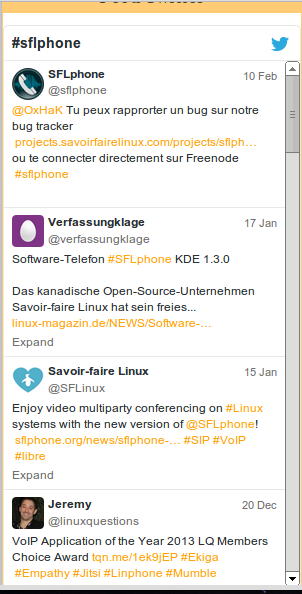 #sflphone
SFLphone
10 Feb
@sflphone
@OxHaK Tu peux rapprorter un bug sur notre
bug tracker
projects.savoirfairelinux.com/projects/sflph…
ou te connecter directement sur Freenode
#sflphone
Verfassungklage
17 Jan
@verfassungklage
Software-Telefon #SFLphone KDE 1.3.0
Das kanadische Open-Source-Unternehmen
Savoir-faire Linux hat sein freies...
linux-magazin.de/NEWS/Software-…
Expand
Savoir-faire Linux
15 Jan
@SFLinux
Enjoy video multiparty conferencing on #Linux
systems with the new version of @SFLphone!
sflphone.org/news/sflphone-… #SIP #VoIP
#libre
Expand
Jeremy
20 Dec
@linuxquestions
VoIP Application of the Year 2013 LQ Members
Choice Award tqn.me/1ek9jEP #Ekiga
#Empathy #Jitsi #Linphone #Mumble